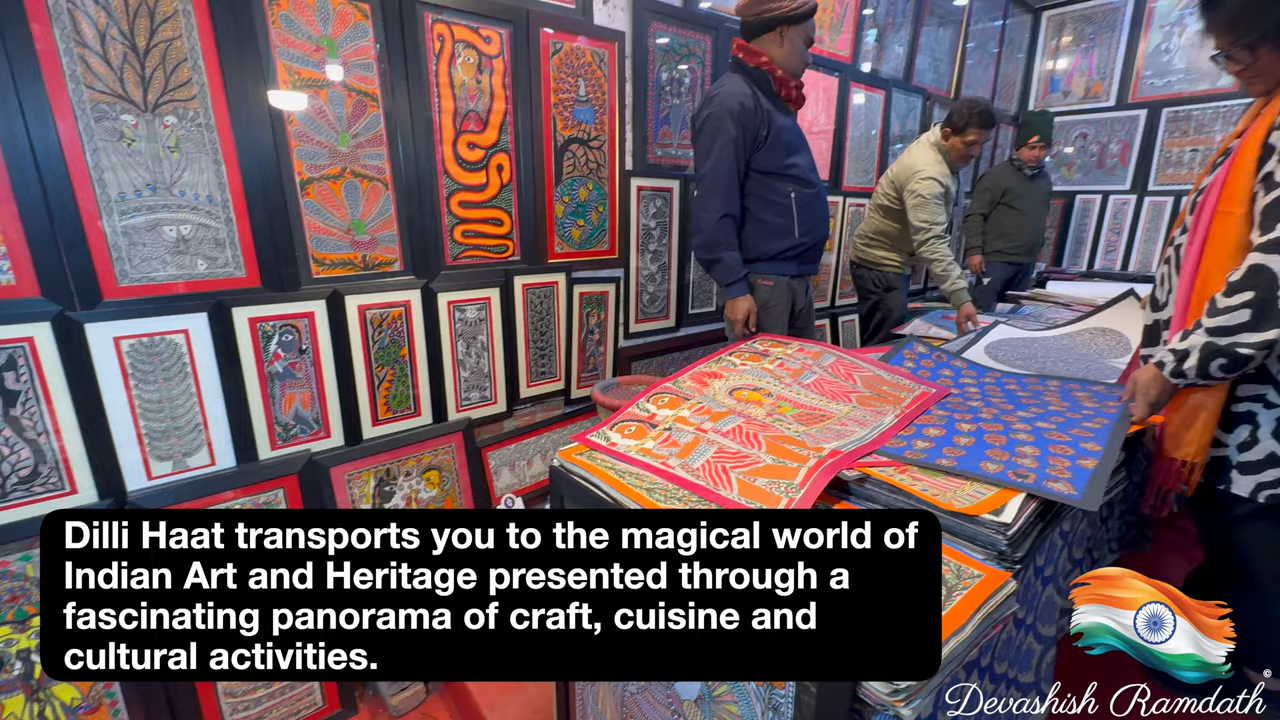 Dilli Haat transports you to the magical world of
Indian Art and Heritage presented through a
fascinating panorama of craft, cuisine and
cultural activities.
©
Devashish Ramdath